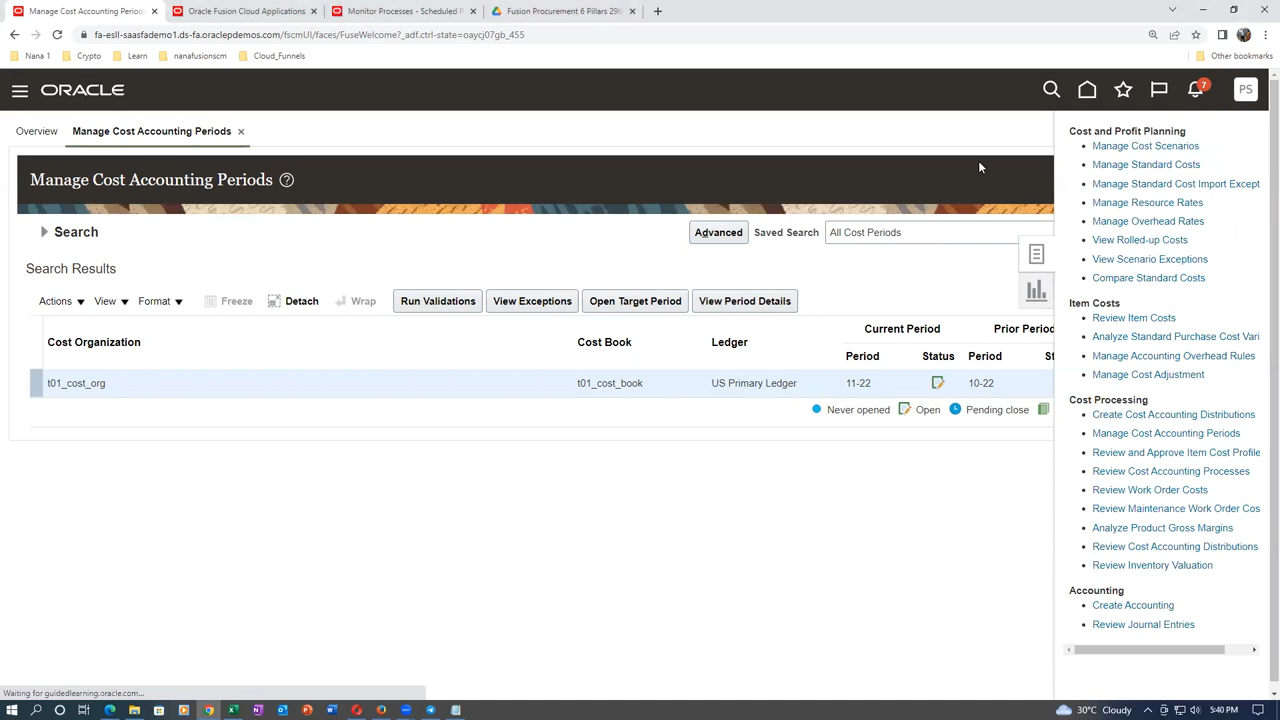 Manage Cost Accounting Periods
Oracle Fusion Cloud Applications
Monitor Processes - Scheduled P
Fusion Procurement 6 Pillars 29t
fa-esll-saasfademo1.ds-fa.oraclepdemos.com/fscmUI/faces/FuseWelcome?_adf.ctrl-state=oaycj07gb_455
Nana 1
Crypto
Learn
nanafusionscm
Cloud_Funnels
Other bookmarks
ORACLE
7
PS
Overview
Manage Cost Accounting Periods
Manage Cost Accounting Periods
Search
Advanced
Saved Search
All Cost Periods
Search Results
Actions
View
Format
Freeze
Detach
Wrap
Run Validations
View Exceptions
Open Target Period
View Period Details
Current Period
Prior Period
Cost Organization
Cost Book
Ledger
Period
Status
Period
St
t01_cost_org
t01_cost_book
US Primary Ledger
11-22
10-22
Never opened
Open
Pending close
Cost and Profit Planning
Manage Cost Scenarios
Manage Standard Costs
Manage Standard Cost Import Except
Manage Resource Rates
Manage Overhead Rates
View Rolled-up Costs
View Scenario Exceptions
Compare Standard Costs
Item Costs
Review Item Costs
Analyze Standard Purchase Cost Vari
Manage Accounting Overhead Rules
Manage Cost Adjustment
Cost Processing
Create Cost Accounting Distributions
Manage Cost Accounting Periods
Review and Approve Item Cost Profile
Review Cost Accounting Processes
Review Work Order Costs
Review Maintenance Work Order Cos
Analyze Product Gross Margins
Review Cost Accounting Distributions
Review Inventory Valuation
Accounting
Create Accounting
Review Journal Entries
Waiting for guidedlearning.oracle.com...
30°C Cloudy
5:40 PM